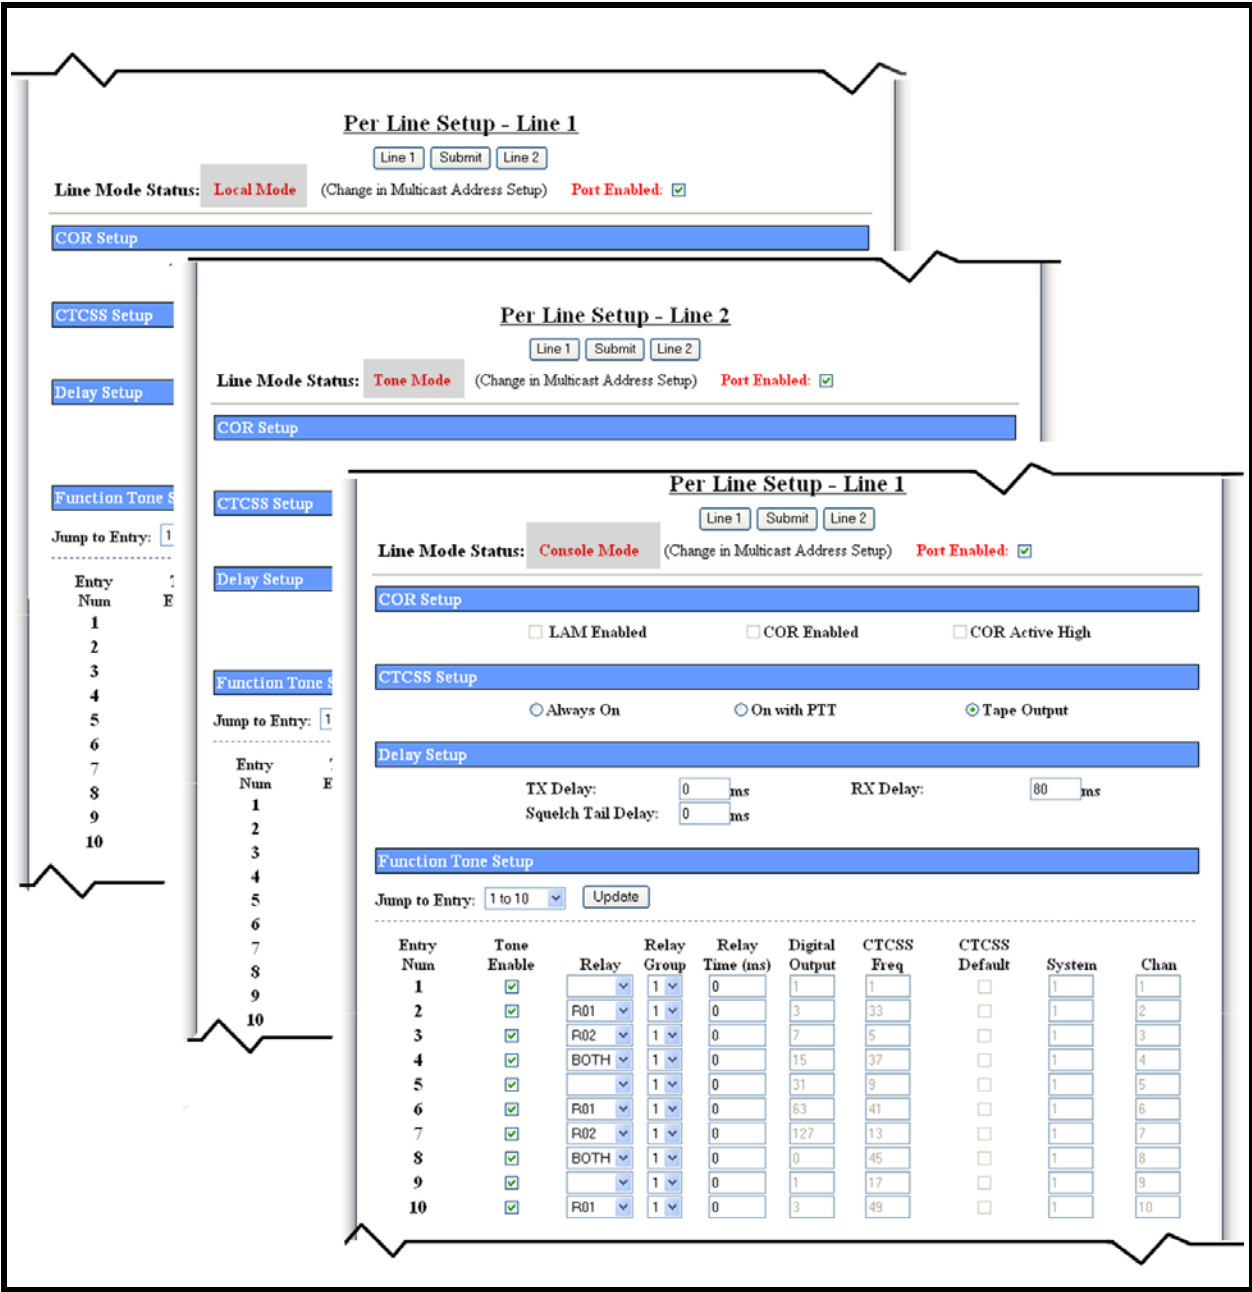 Per Line Setup - Line 1
Line 1 Submit Line 2
Line Mode Status: Local Mode (Change in Multicast Address Setup) Port Enabled:
COR Setup
CTCSS Setup
Delay Setup
Function Tone S
Jump to Entry: 1
Entry
Num E
1
2
3
4
5
6
7
8
9
10
Per Line Setup - Line 2
Line 1 Submit Line 2
Line Mode Status: Tone Mode (Change in Multicast Address Setup) Port Enabled:
COR Setup
CTCSS Setup
Delay Setup
Function Tone S
Jump to Entry: 1
Entry
Num E
1
2
3
4
5
6
7
8
9
10
Per Line Setup - Line 1
Line 1 Submit Line 2
Line Mode Status: Console Mode (Change in Multicast Address Setup) Port Enabled:
COR Setup
LAM Enabled COR Enabled COR Active High
CTCSS Setup
Always On On with PTT Tape Output
Delay Setup
TX Delay: 0 ms RX Delay: 80 ms
Squelch Tail Delay: 0 ms
Function Tone Setup
Jump to Entry: 1 to 10 Update
Entry Tone Relay Relay Digital CTCSS CTCSS
Num Enable Relay Group Time (ms) Output Freq Default System Chan
1 1 0 1 1 1 1
2 R01 1 0 3 33 1 2
3 R02 1 0 7 5 1 3
4 BOTH 1 0 15 37 1 4
5 1 0 31 9 1 5
6 R01 1 0 63 41 1 6
7 R02 1 0 127 13 1 7
8 BOTH 1 0 0 45 1 8
9 1 0 1 17 1 9
10 R01 1 0 3 49 1 10